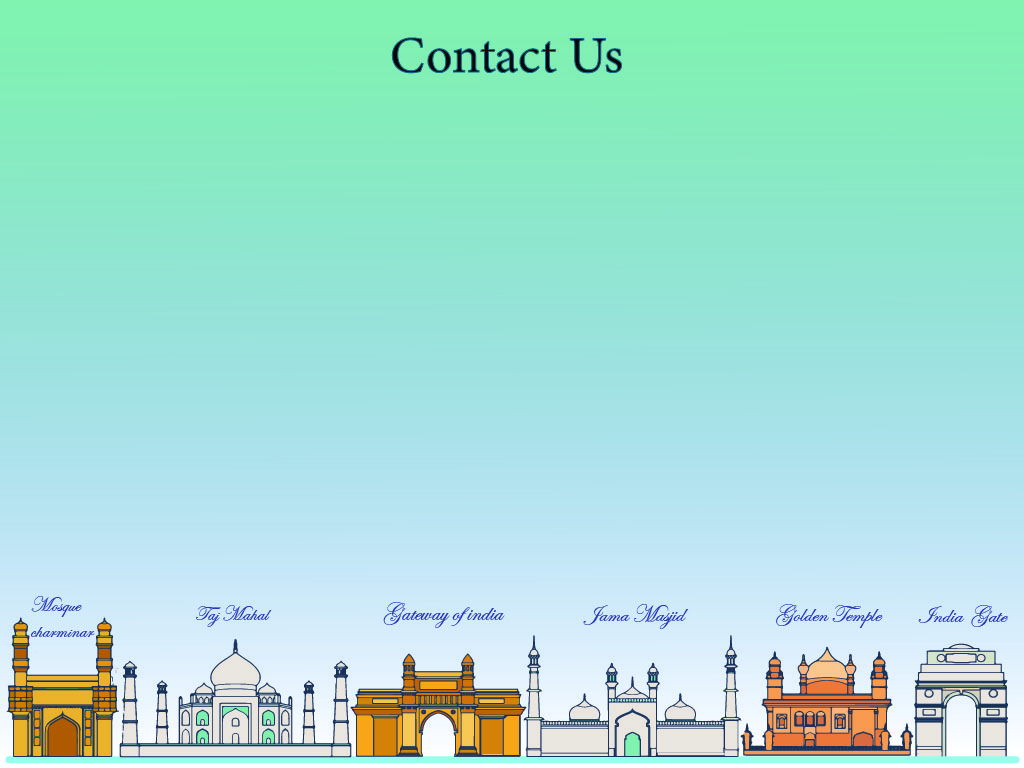 Contact Us
Mosque
charminar
Taj Mahal
Gateway of india
Jama Masjid
Golden Temple
India Gate